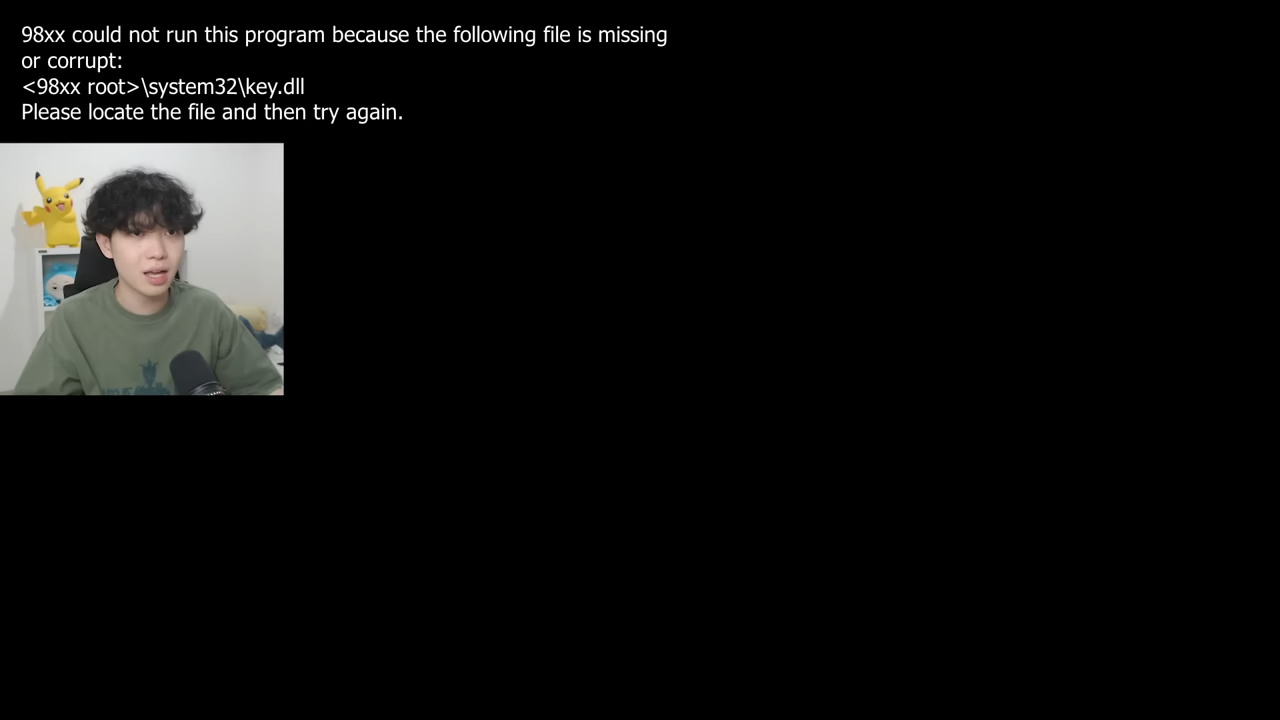 98xx could not run this program because the following file is missing
or corrupt:
<98xx root>\system32\key.dll
Please locate the file and then try again.